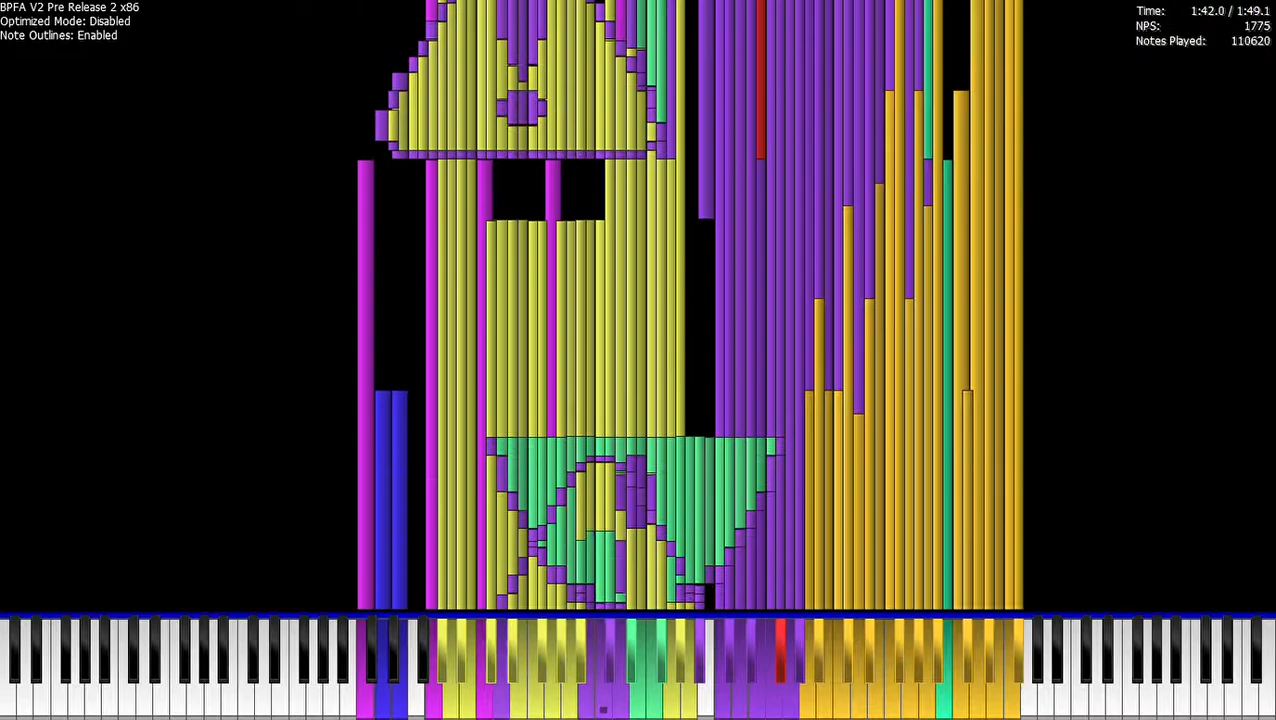 BPFA V2 Pre Release 2 x86
Optimized Mode: Disabled
Note Outlines: Enabled
Time: 1:42.0 / 1:49.1
NPS: 1775
Notes Played: 110620